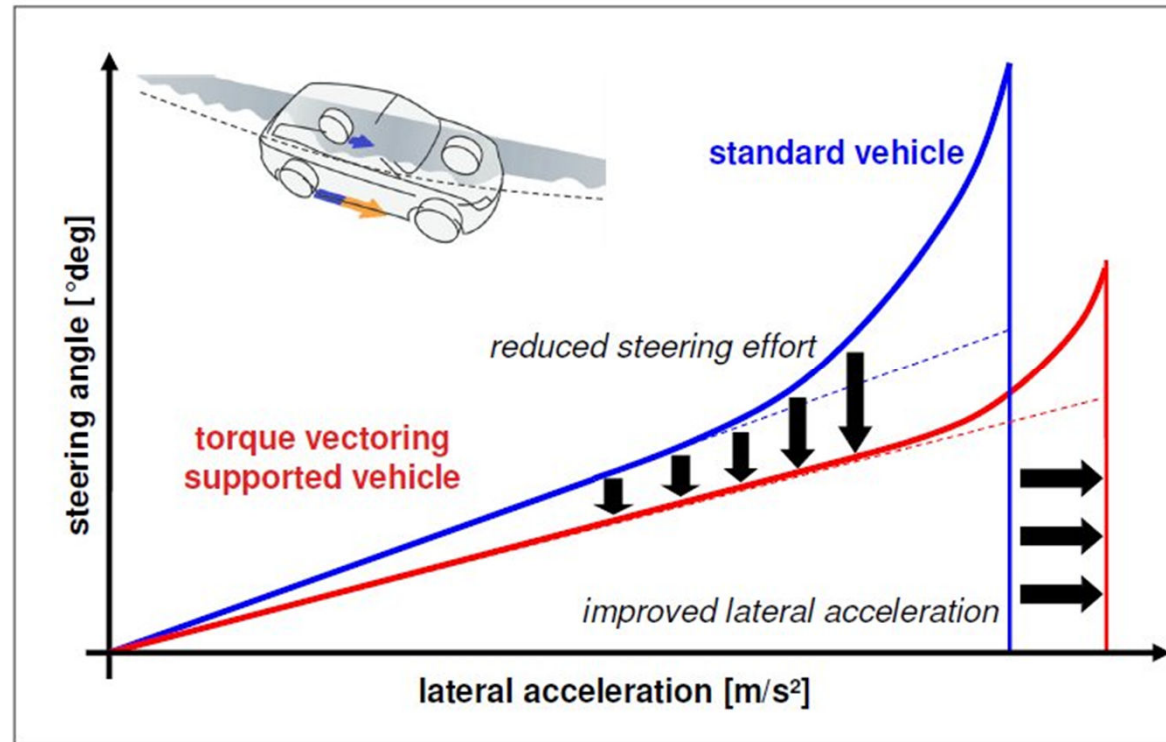 standard vehicle
reduced steering effort
torque vectoring
supported vehicle
improved lateral acceleration
steering angle [°deg]
lateral acceleration [m/s²]